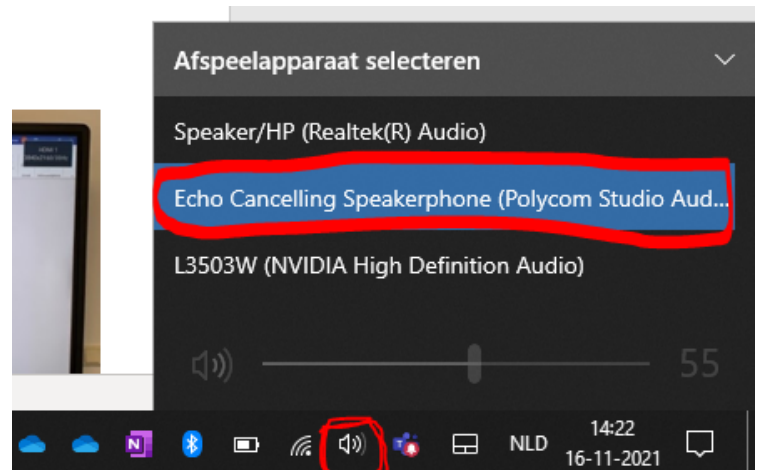 Afspeelapparaat selecteren
Speaker/HP (Realtek(R) Audio)
Echo Cancelling Speakerphone (Polycom Studio Aud...
L3503W (NVIDIA High Definition Audio)
55
N
NLD
14:22
16-11-2021